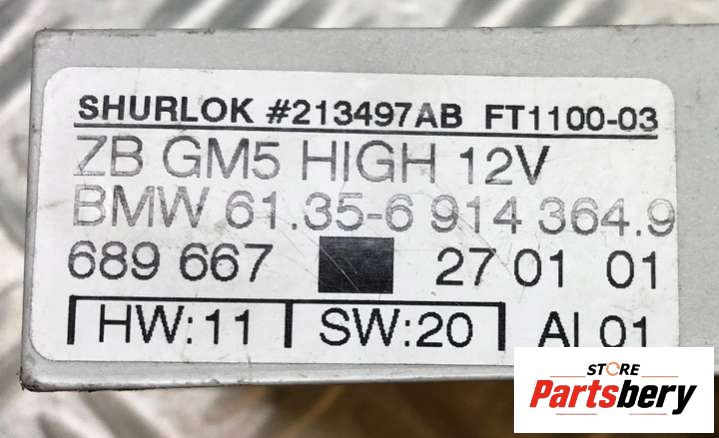 SHURLOK #213497AB FT1100-03
ZB GM5 HIGH 12V
BMW 61.35-6 914 364.9
689 667 27 01 01
HW:11 SW:20 AI 01
STORE
Partsbery